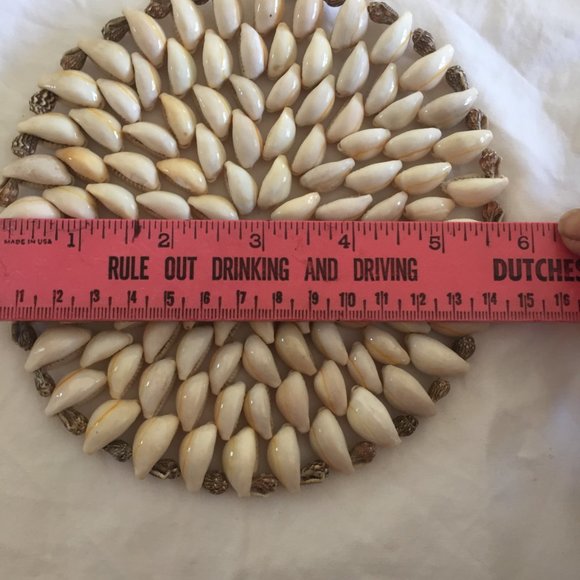 MADE IN USA 1 2 3 4 5 6
RULE OUT DRINKING AND DRIVING DUTCHES
1 2 3 4 5 6 7 8 9 10 11 12 13 14 15 16